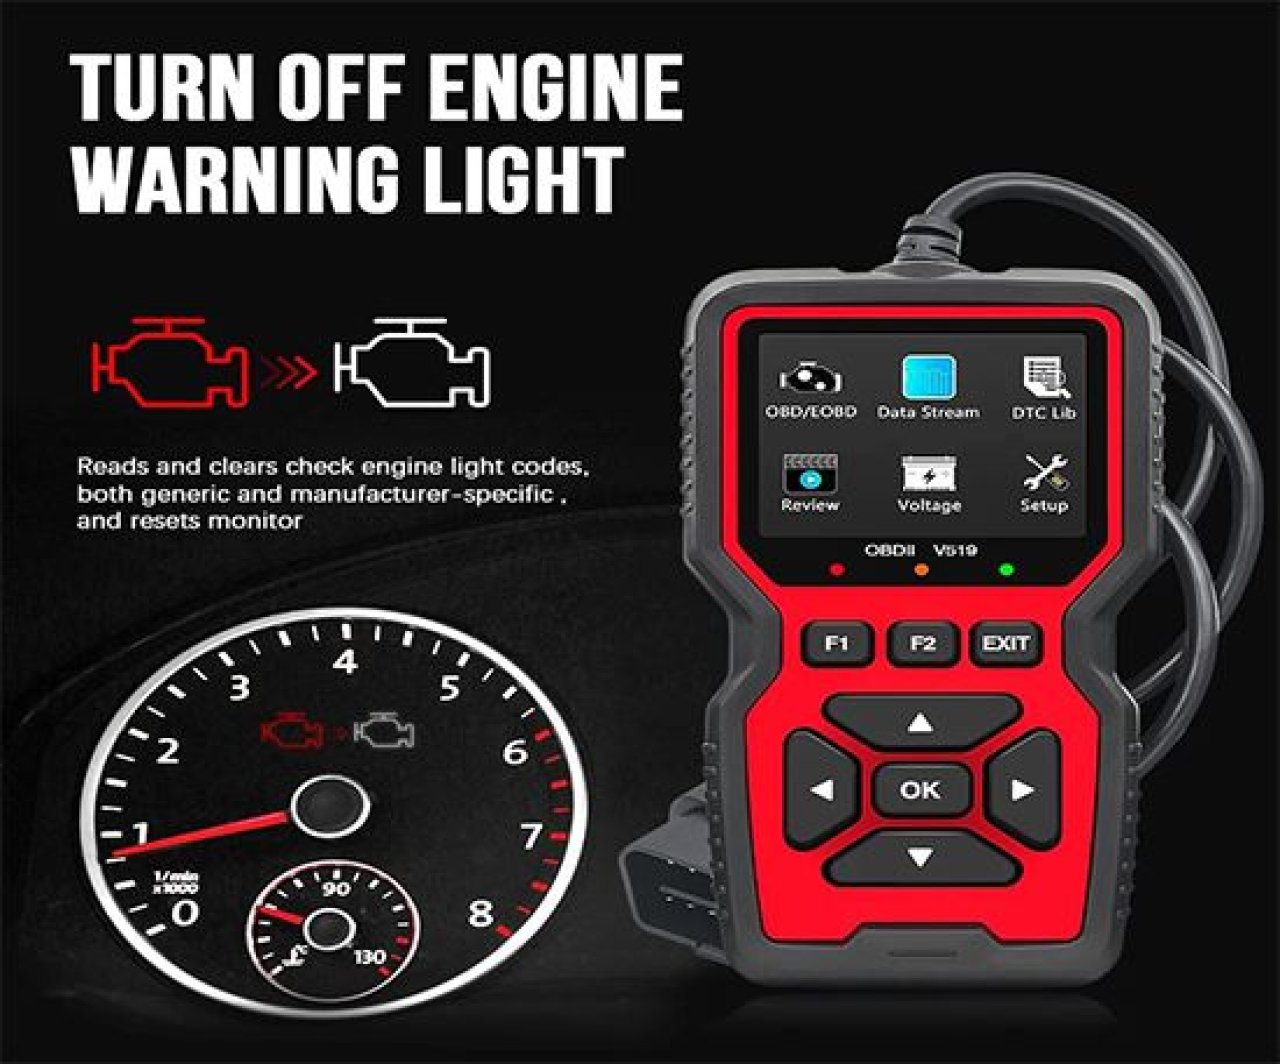 TURN OFF ENGINE
WARNING LIGHT
Reads and clears check engine light codes,
both generic and manufacturer-specific ,
and resets monitor
OBD/EOBD Data Stream DTC Lib
Review Voltage Setup
OBDII V519
F1 F2 EXIT
OK
4
3 5
2 6
1 7
1/min
x1000
0 8
90
130